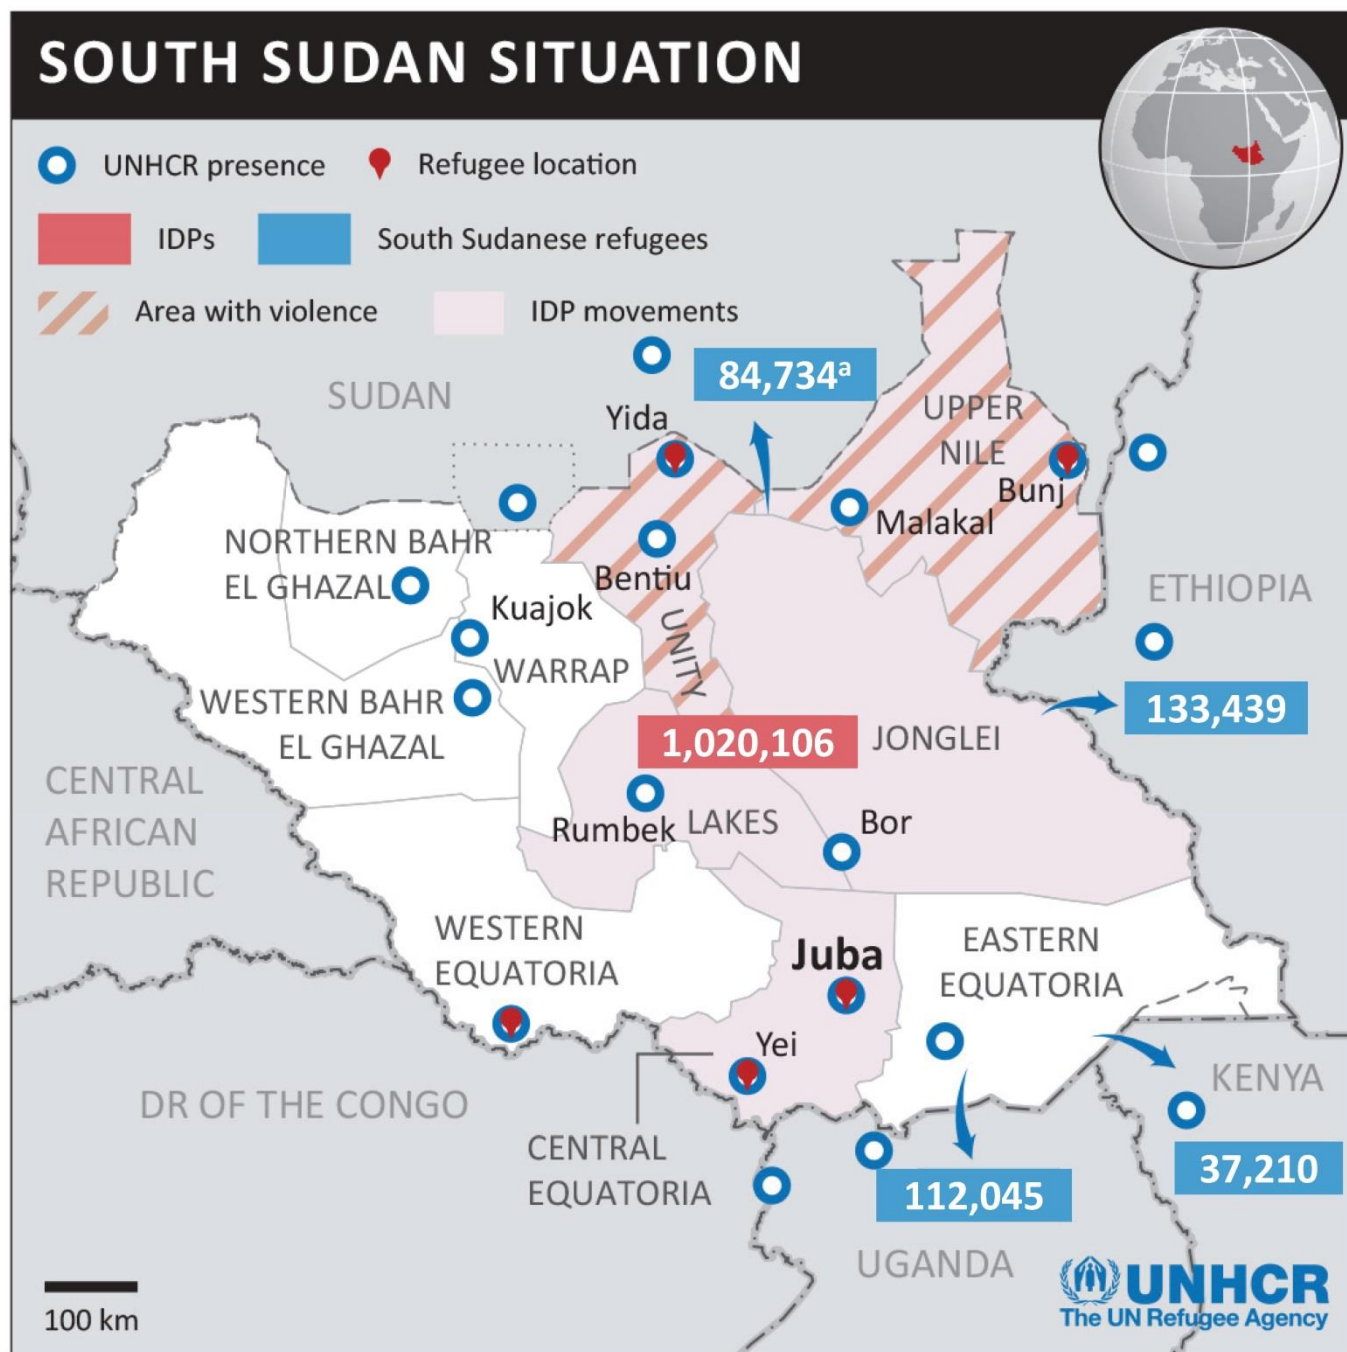 SOUTH SUDAN SITUATION
UNHCR presence
Refugee location
IDPs
South Sudanese refugees
Area with violence
IDP movements
84,734ᵃ
SUDAN
Yida
UPPER
NILE
Bunj
Malakal
NORTHERN BAHR
EL GHAZAL
Bentiu
ETHIOPIA
Kuajok
UNITY
WARRAP
WESTERN BAHR
EL GHAZAL
133,439
1,020,106
JONGLEI
CENTRAL
AFRICAN
REPUBLIC
Rumbek
LAKES
Bor
WESTERN
EQUATORIA
Juba
EASTERN
EQUATORIA
Yei
KENYA
DR OF THE CONGO
CENTRAL
EQUATORIA
37,210
112,045
UGANDA
100 km
UNHCR
The UN Refugee Agency